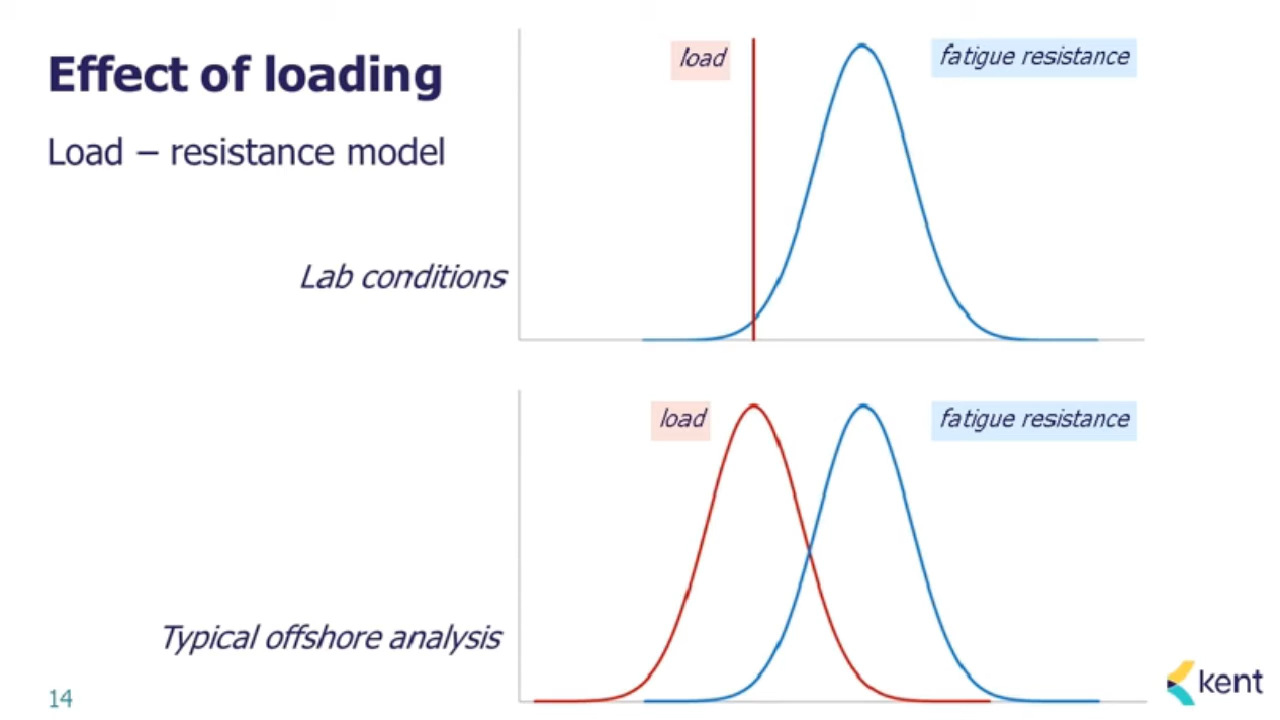 Effect of loading
Load – resistance model
load
fatigue resistance
Lab conditions
load
fatigue resistance
Typical offshore analysis
14
kent